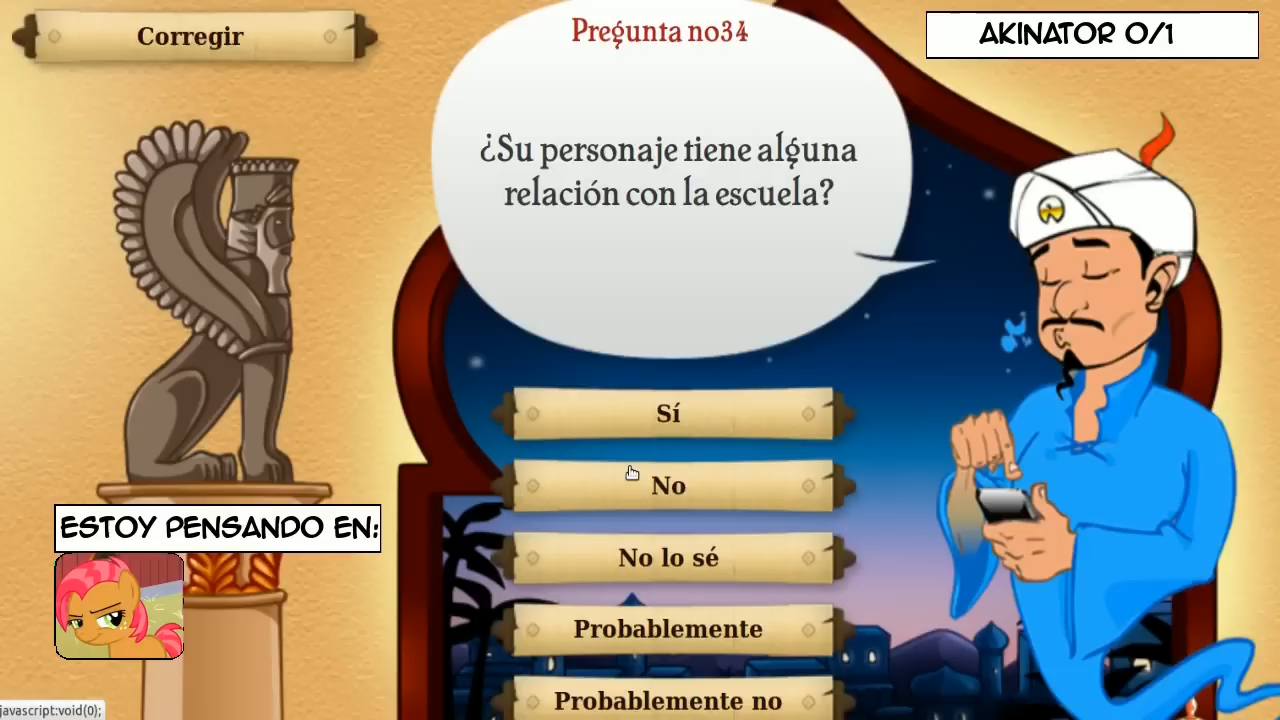 Corregir
Pregunta no34
AKINATOR 0/1
¿Su personaje tiene alguna
relación con la escuela?
Sí
No
ESTOY PENSANDO EN:
No lo sé
Probablemente
Probablemente no
javascript:void(0);